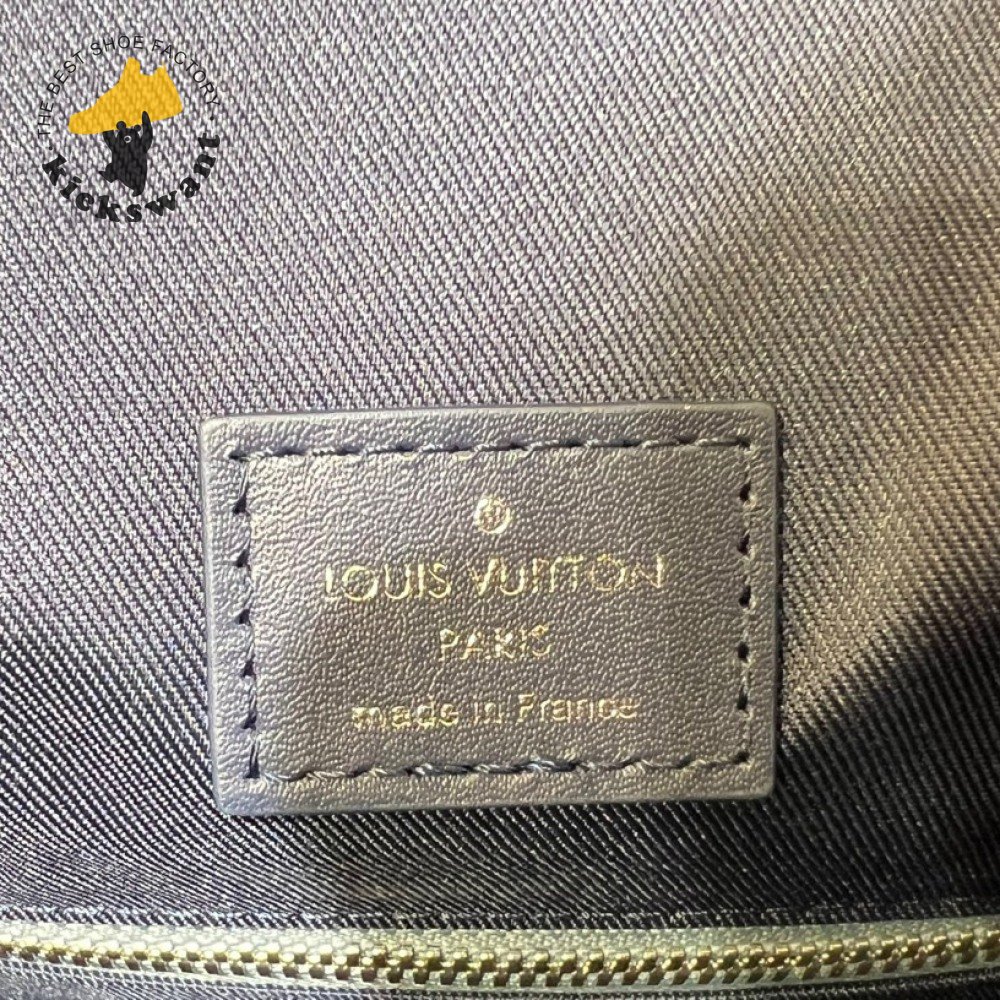 THE BEST SHOE FACTORY
kickswant
LOUIS VUITTON
PARIS
made in France